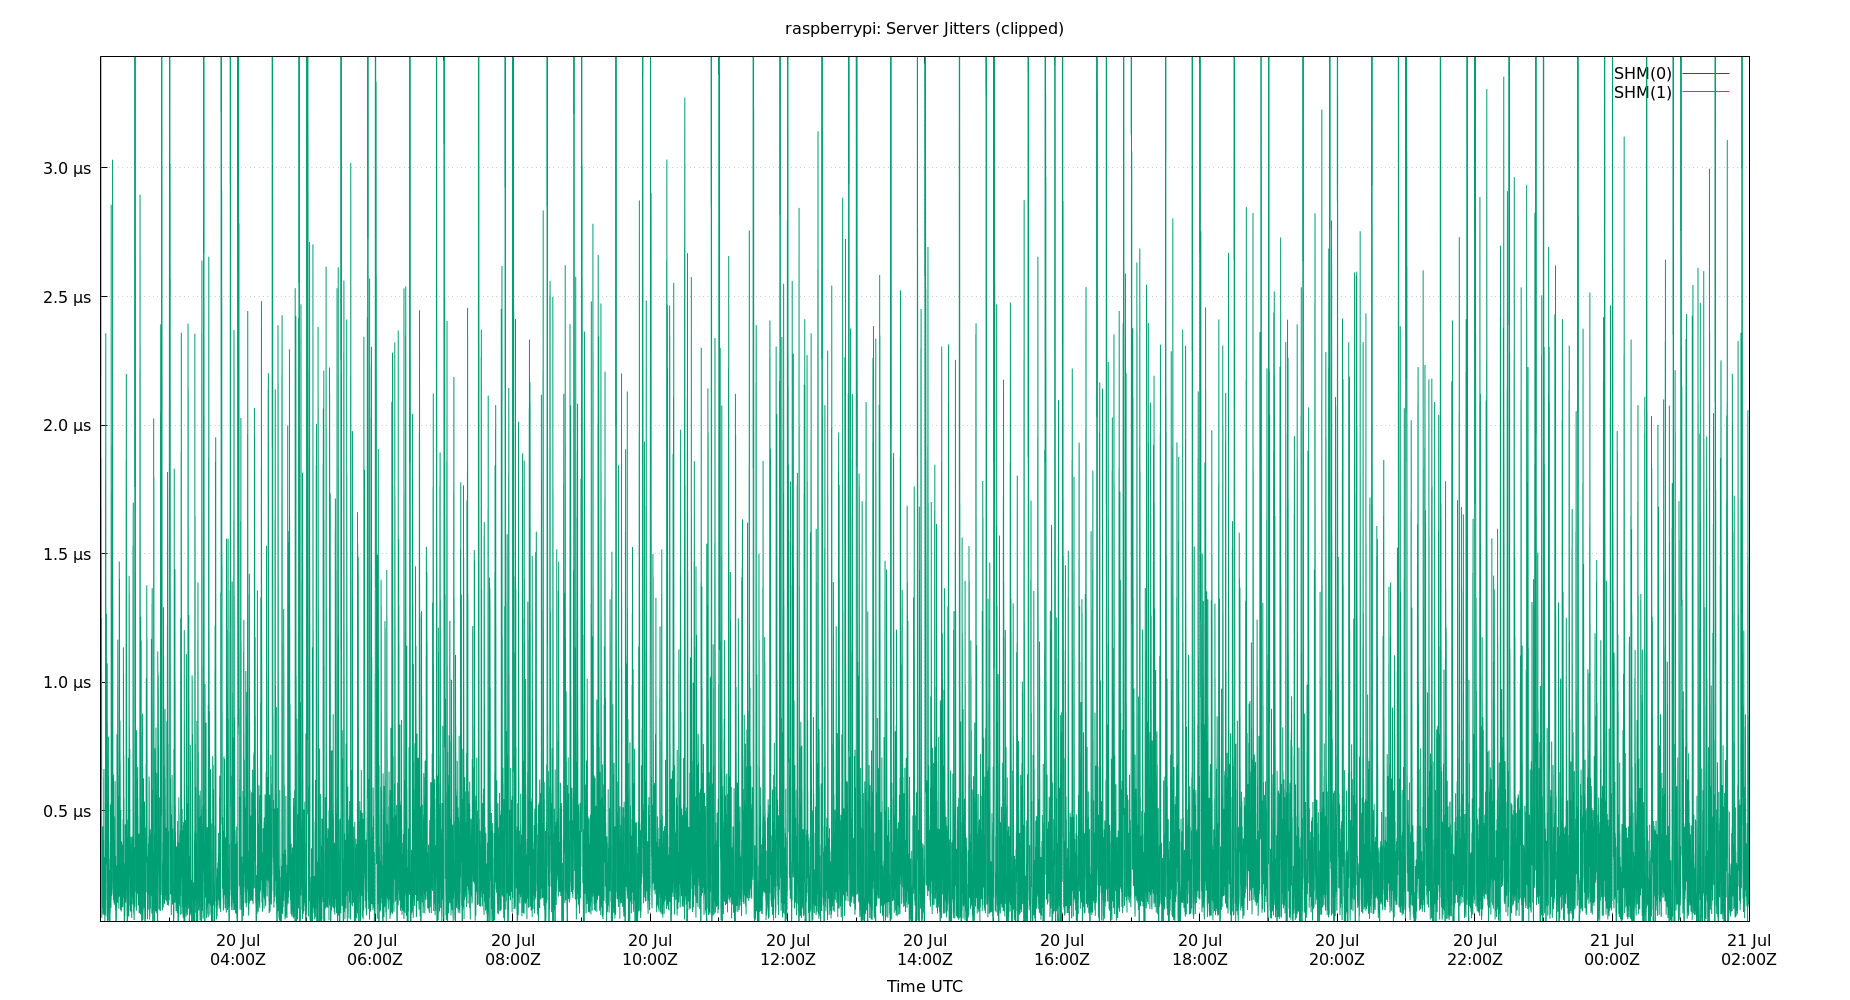 raspberrypi: Server Jitters (clipped)
SHM(0)
SHM(1)
3.0 μs
2.5 μs
2.0 μs
1.5 μs
1.0 μs
0.5 μs
20 Jul 20 Jul 20 Jul 20 Jul 20 Jul 20 Jul 20 Jul 20 Jul 20 Jul 20 Jul 21 Jul 21 Jul
04:00Z 06:00Z 08:00Z 10:00Z 12:00Z 14:00Z 16:00Z 18:00Z 20:00Z 22:00Z 00:00Z 02:00Z
Time UTC